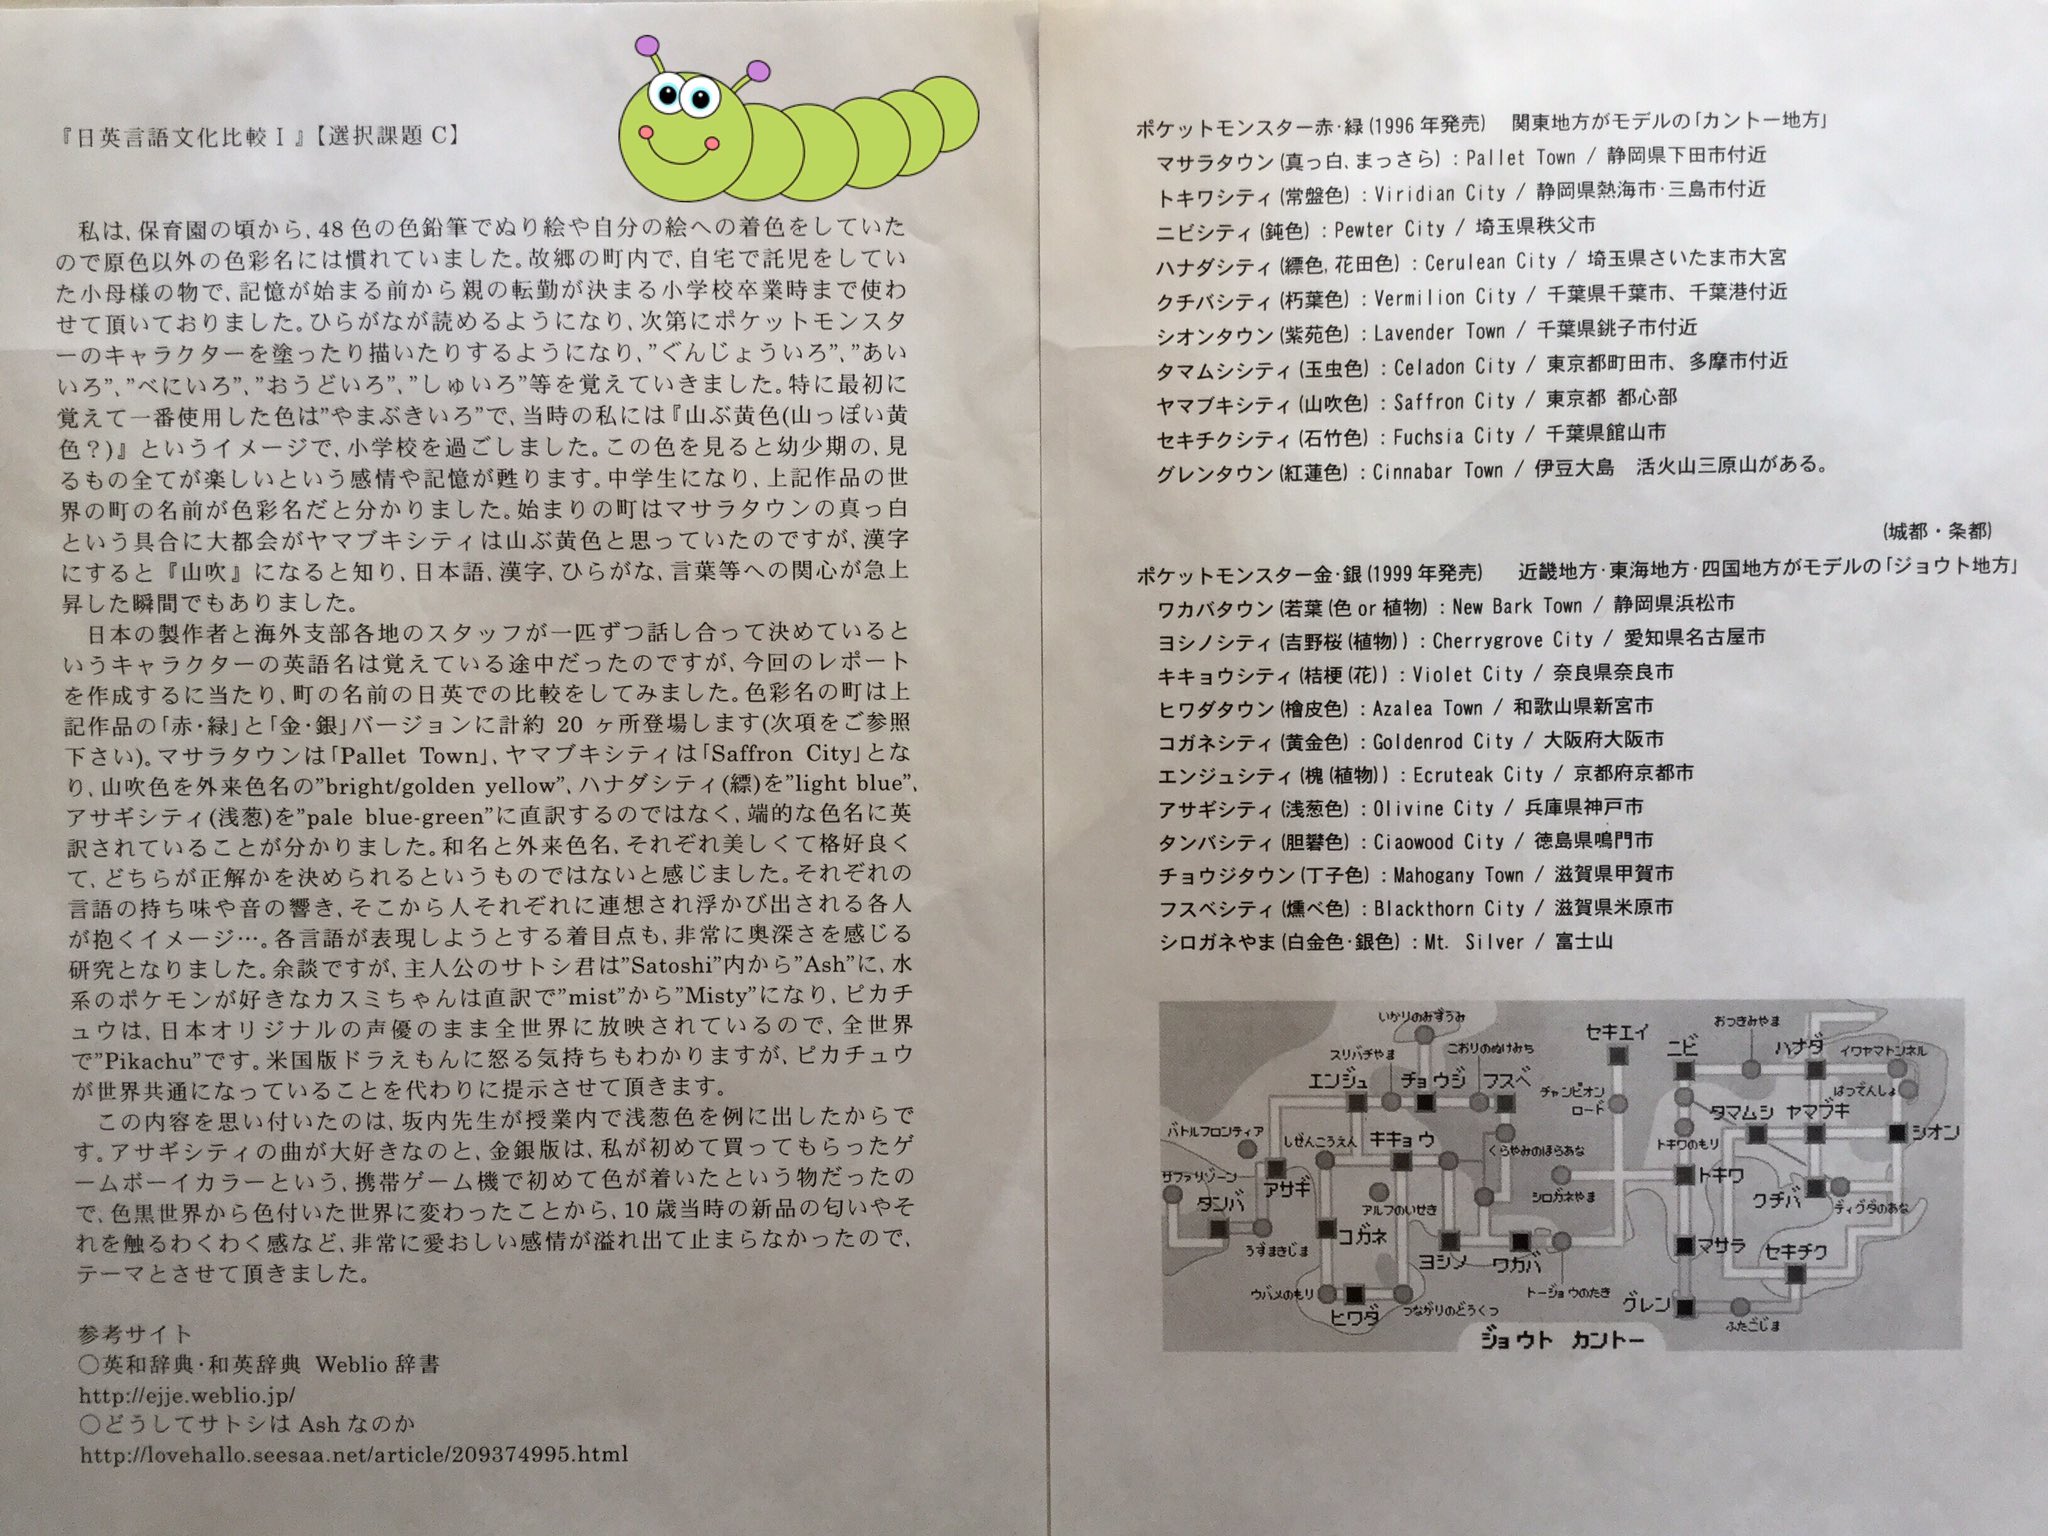 『日英言語文化比較Ⅰ』【選択課題 C】
私は、保育園の頃から、48 色の色鉛筆でぬり絵や自分の絵への着色をしていた
ので原色以外の色彩名には慣れていました。故郷の町内で、自宅で託児をしてい
た小母様の物で、記憶が始まる前から親の転勤が決まる小学校卒業時まで使わ
せて頂いておりました。ひらがなが読めるようになり、次第にポケットモンスタ
ーのキャラクターを塗ったり描いたりするようになり、”ぐんじょういろ”、”あい
いろ”、”べにいろ”、”おうどいろ”、”しゅいろ”等を覚えていきました。特に最初に
覚えて一番使用した色は”やまぶきいろ”で、当時の私には『山ぶ黄色(山っぽい黄
色？)』というイメージで、小学校を過ごしました。この色を見ると幼少期の、見
るもの全てが楽しいという感情や記憶が甦ります。中学生になり、上記作品の世
界の町の名前が色彩名だと分かりました。始まりの町はマサラタウンの真っ白
という具合に大都会がヤマブキシティは山ぶ黄色と思っていたのですが、漢字
にすると『山吹』になると知り、日本語、漢字、ひらがな、言葉等への関心が急上
昇した瞬間でもありました。
日本の製作者と海外支部各地のスタッフが一匹ずつ話し合って決めていると
いうキャラクターの英語名は覚えている途中だったのですが、今回のレポート
を作成するに当たり、町の名前の日英での比較をしてみました。色彩名の町は上
記作品の「赤・緑」と「金・銀」バージョンに計約 20 ヶ所登場します(次項をご参照
下さい)。マサラタウンは「Pallet Town」、ヤマブキシティは「Saffron City」とな
り、山吹色を外来色名の”bright/golden yellow”、ハナダシティ(縹)を”light blue”、
アサギシティ(浅葱)を”pale blue-green”に直訳するのではなく、端的な色名に英
訳されていることが分かりました。和名と外来色名、それぞれ美しくて格好良く
て、どちらが正解かを決められるというものではないと感じました。それぞれの
言語の持ち味や音の響き、そこから人それぞれに連想され浮かび出される各人
が抱くイメージ…。各言語が表現しようとする着目点も、非常に奥深さを感じる
研究となりました。余談ですが、主人公のサトシ君は”Satoshi”内から”Ash”に、水
系のポケモンが好きなカスミちゃんは直訳で”mist”から”Misty”になり、ピカチ
ュウは、日本オリジナルの声優のまま全世界に放映されているので、全世界
で”Pikachu”です。米国版ドラえもんに怒る気持ちもわかりますが、ピカチュウ
が世界共通になっていることを代わりに提示させて頂きます。
この内容を思い付いたのは、坂内先生が授業内で浅葱色を例に出したからで
す。アサギシティの曲が大好きなのと、金銀版は、私が初めて買ってもらったゲ
ームボーイカラーという、携帯ゲーム機で初めて色が着いたという物だったの
で、色黒世界から色付いた世界に変わったことから、10 歳当時の新品の匂いやそ
れを触るわくわく感など、非常に愛おしい感情が溢れ出て止まらなかったので、
テーマとさせて頂きました。
参考サイト
○英和辞典・和英辞典 Weblio 辞書
http://ejje.weblio.jp/
○どうしてサトシは Ash なのか
http://lovehallo.seesaa.net/article/209374995.html
ポケットモンスター赤・緑(1996 年発売) 関東地方がモデルの「カントー地方」
マサラタウン(真っ白、まっさら) : Pallet Town / 静岡県下田市付近
トキワシティ(常盤色) : Viridian City / 静岡県熱海市・三島市付近
ニビシティ(鈍色) : Pewter City / 埼玉県秩父市
ハナダシティ(縹色, 花田色) : Cerulean City / 埼玉県さいたま市大宮
クチバシティ(朽葉色) : Vermilion City / 千葉県千葉市、千葉港付近
シオンタウン(紫苑色) : Lavender Town / 千葉県銚子市付近
タマムシシティ(玉虫色) : Celadon City / 東京都町田市、多摩市付近
ヤマブキシティ(山吹色) : Saffron City / 東京都 都心部
セキチクシティ(石竹色) : Fuchsia City / 千葉県館山市
グレンタウン(紅蓮色) : Cinnabar Town / 伊豆大島 活火山三原山がある。
(城都・条都)
ポケットモンスター金・銀(1999 年発売) 近畿地方・東海地方・四国地方がモデルの「ジョウト地方」
ワカバタウン(若葉(色 or 植物) : New Bark Town / 静岡県浜松市
ヨシノシティ(吉野桜(植物)) : Cherrygrove City / 愛知県名古屋市
キキョウシティ(桔梗(花)) : Violet City / 奈良県奈良市
ヒワダタウン(檜皮色) : Azalea Town / 和歌山県新宮市
コガネシティ(黄金色) : Goldenrod City / 大阪府大阪市
エンジュシティ(槐(植物)) : Ecruteak City / 京都府京都市
アサギシティ(浅葱色) : Olivine City / 兵庫県神戸市
タンバシティ(胆礬色) : Ciaowood City / 徳島県鳴門市
チョウジタウン(丁子色) : Mahogany Town / 滋賀県甲賀市
フスベシティ(燻べ色) : Blackthorn City / 滋賀県米原市
シロガネやま(白金色・銀色) : Mt. Silver / 富士山
いかりのみずうみ
セキエイ
おつきみやま
ニビ
ハナダ
イワヤマトンネル
スリバチやま
こおりのぬけみち
エンジュ
チョウジ
フスベ
チャンピオン
ロード
はつでんしょ
タマムシ
ヤマブキ
シオン
バトルフロンティア
しぜんこうえん
キキョウ
くらやみのほらあな
トキワのもり
サファリゾーン
アサギ
タンバ
アルフのいせき
シロガネやま
トキワ
クチバ
ディグダのあな
うずまきじま
コガネ
ヨシノ
ワカバ
マサラ
セキチク
ウバメのもり
ヒワダ
つながりのどうくつ
トージョウのたき
グレン
ふたごじま
ジョウト カントー